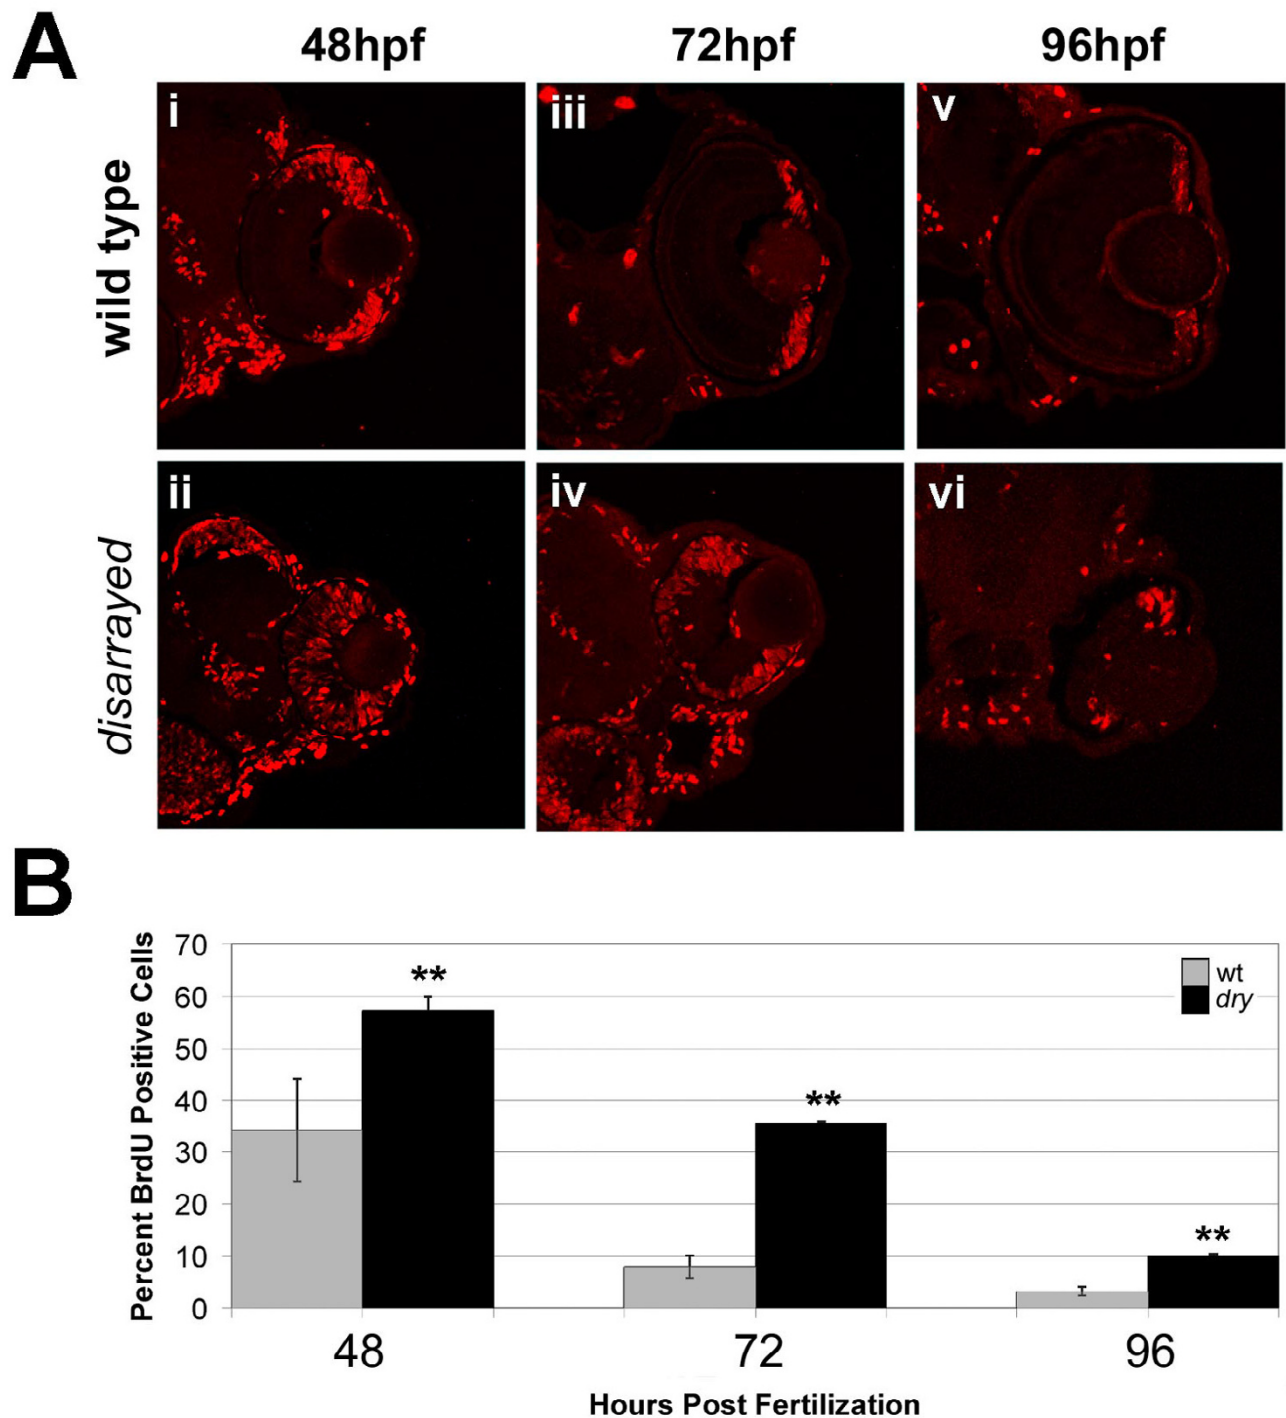 A
48hpf 72hpf 96hpf
wild type
i iii v
disarrayed
ii iv vi
B
Percent BrdU Positive Cells
70
60
50
40
30
20
10
0
** ** **
wt
dry
48 72 96
Hours Post Fertilization